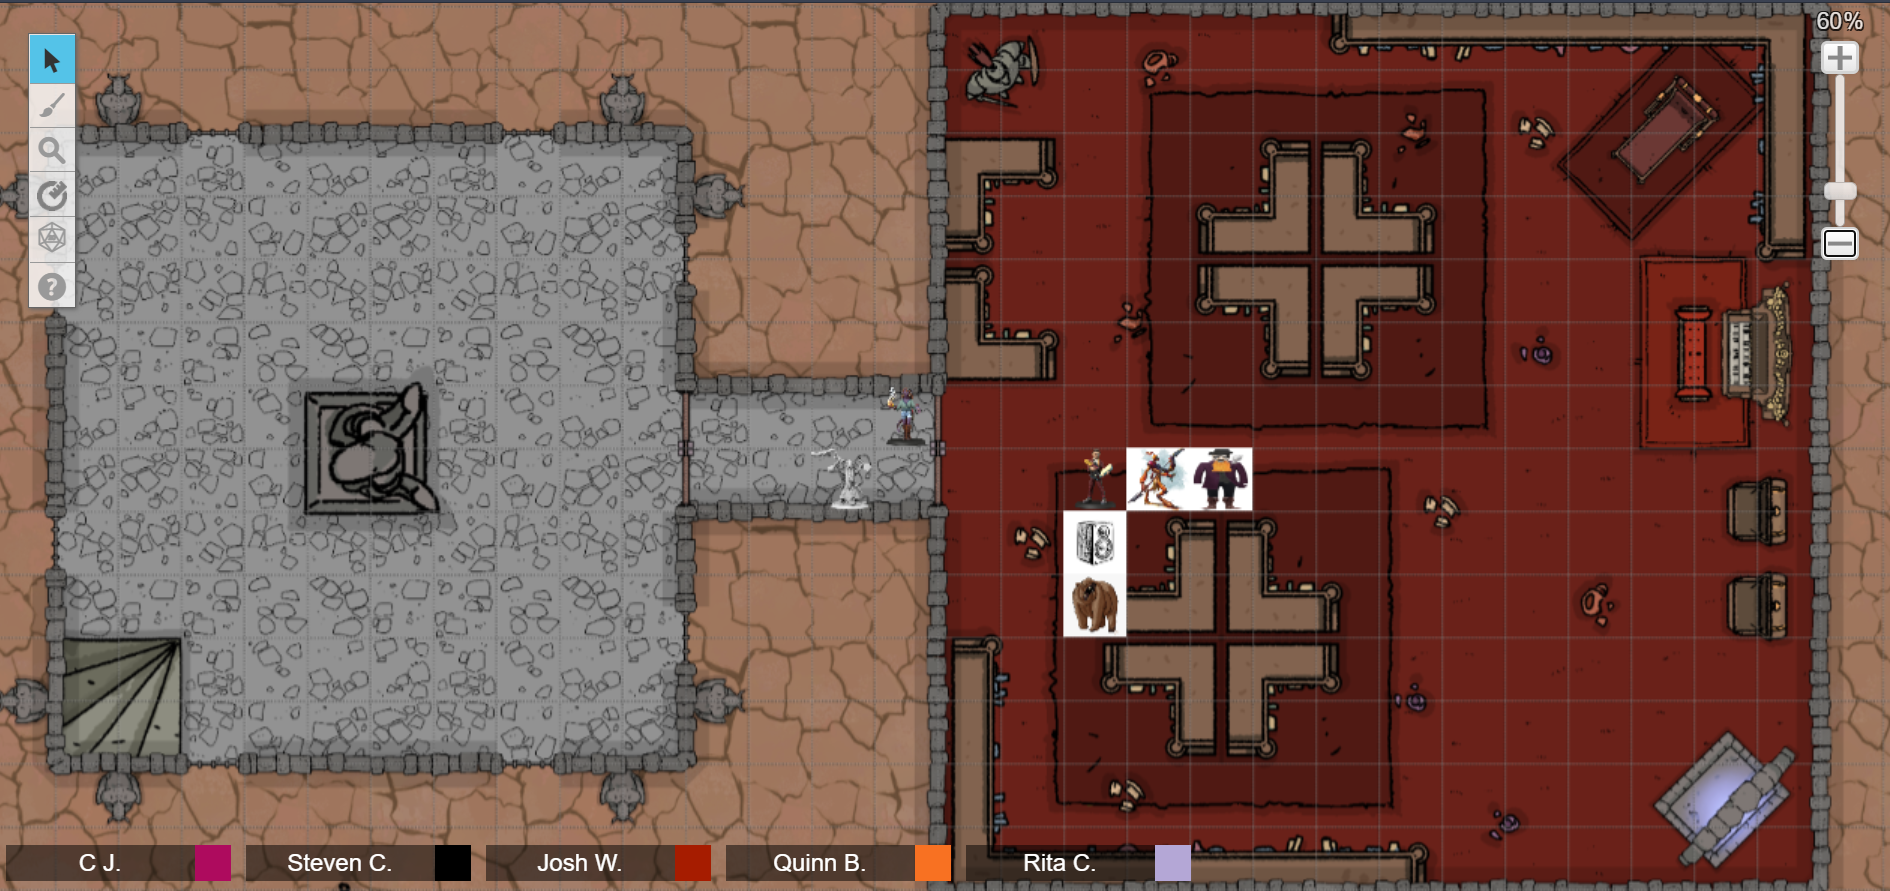 60%
?
C J.
Steven C.
Josh W.
Quinn B.
Rita C.